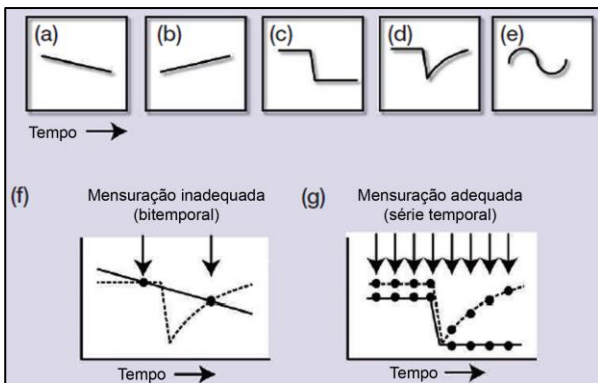 (a) (b) (c) (d) (e)
Tempo
(f) Mensuração inadequada
(bitemporal)
(g) Mensuração adequada
(série temporal)
Tempo
Tempo